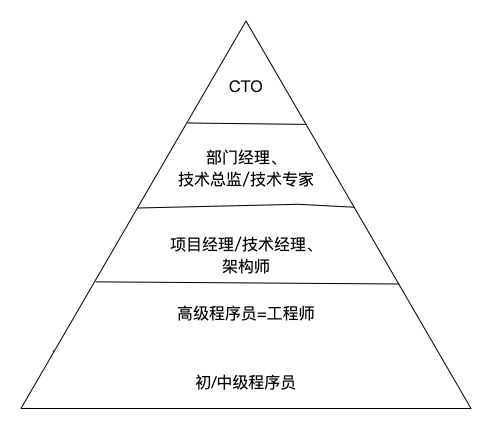 CTO
部门经理、
技术总监/技术专家
项目经理/技术经理、
架构师
高级程序员=工程师
初/中级程序员